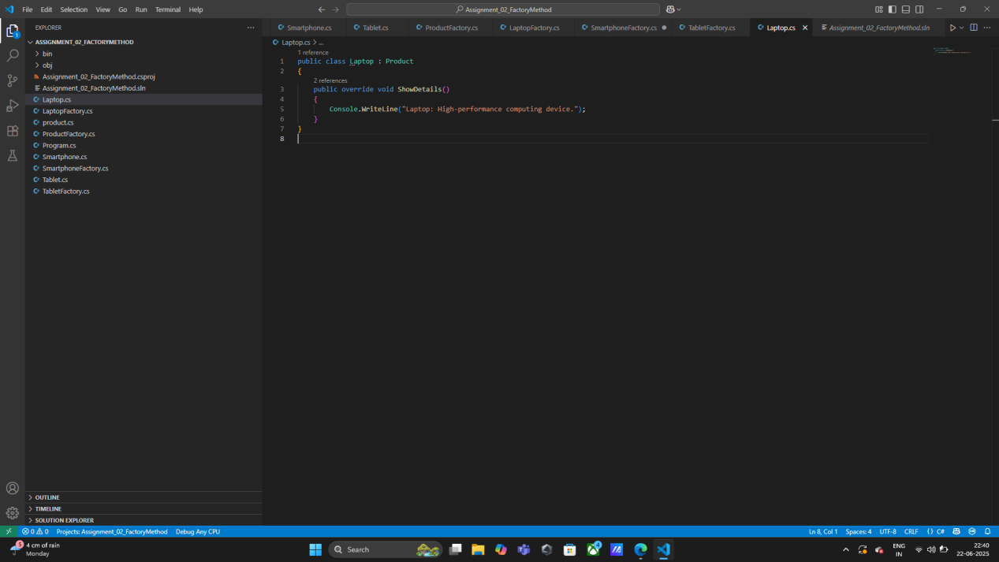 File Edit Selection View Go Run Terminal Help
Assignment_02_FactoryMethod
1
EXPLORER
ASSIGNMENT_02_FACTORYMETHOD
bin
obj
Assignment_02_FactoryMethod.csproj
Assignment_02_FactoryMethod.sln
Laptop.cs
LaptopFactory.cs
product.cs
ProductFactory.cs
Program.cs
Smartphone.cs
SmartphoneFactory.cs
Tablet.cs
TabletFactory.cs
OUTLINE
TIMELINE
SOLUTION EXPLORER
Smartphone.cs Tablet.cs ProductFactory.cs LaptopFactory.cs SmartphoneFactory.cs TabletFactory.cs Laptop.cs Assignment_02_FactoryMethod.sln
Laptop.cs > ...
1 reference
1 public class Laptop : Product
2 {
2 references
3 public override void ShowDetails()
4 {
5 Console.WriteLine("Laptop: High-performance computing device.");
6 }
7 }
8
0 0 Projects: Assignment_02_FactoryMethod Debug Any CPU Ln 8, Col 1 Spaces: 4 UTF-8 CRLF {} C#
5 4 cm of rain
Monday
Search
4
ENG
IN
22:40
22-06-2025